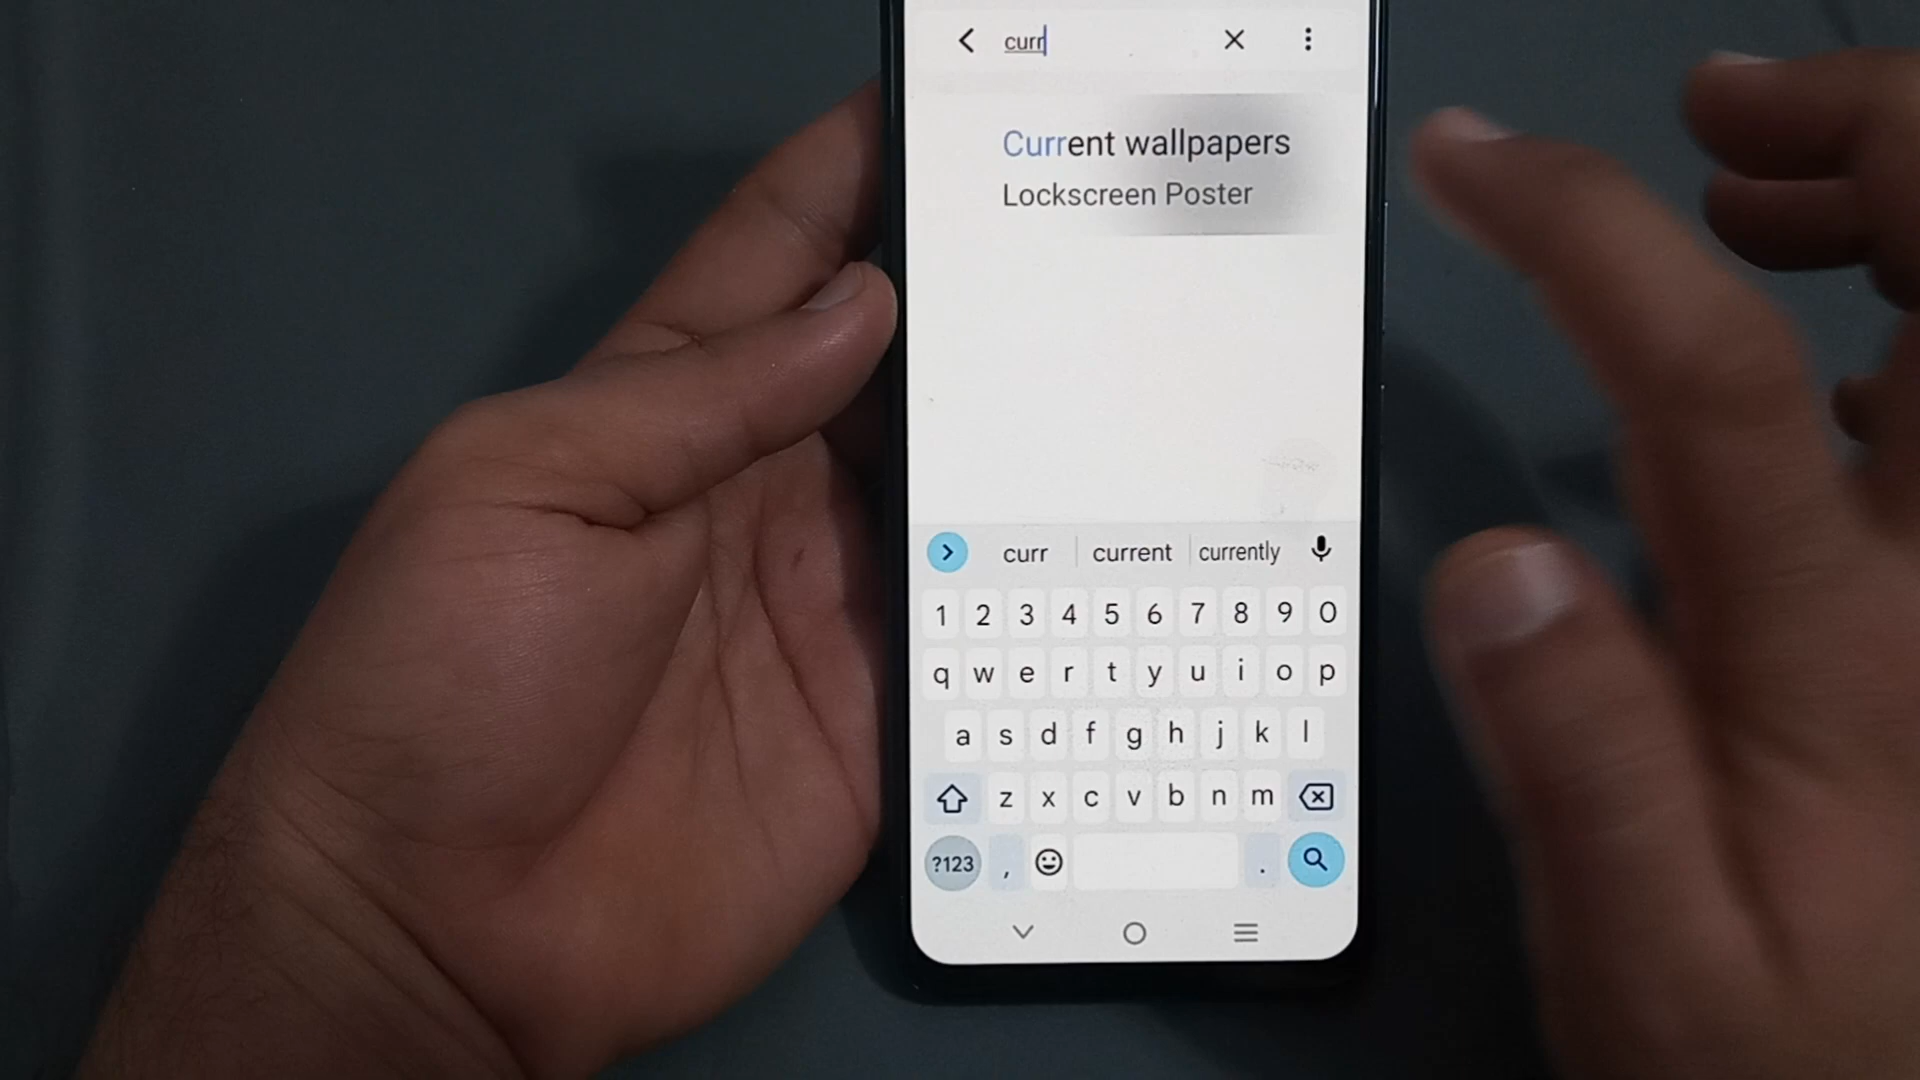 curr
Current wallpapers
Lockscreen Poster
curr current currently
1 2 3 4 5 6 7 8 9 0
q w e r t y u i o p
a s d f g h j k l
z x c v b n m
?123 , .